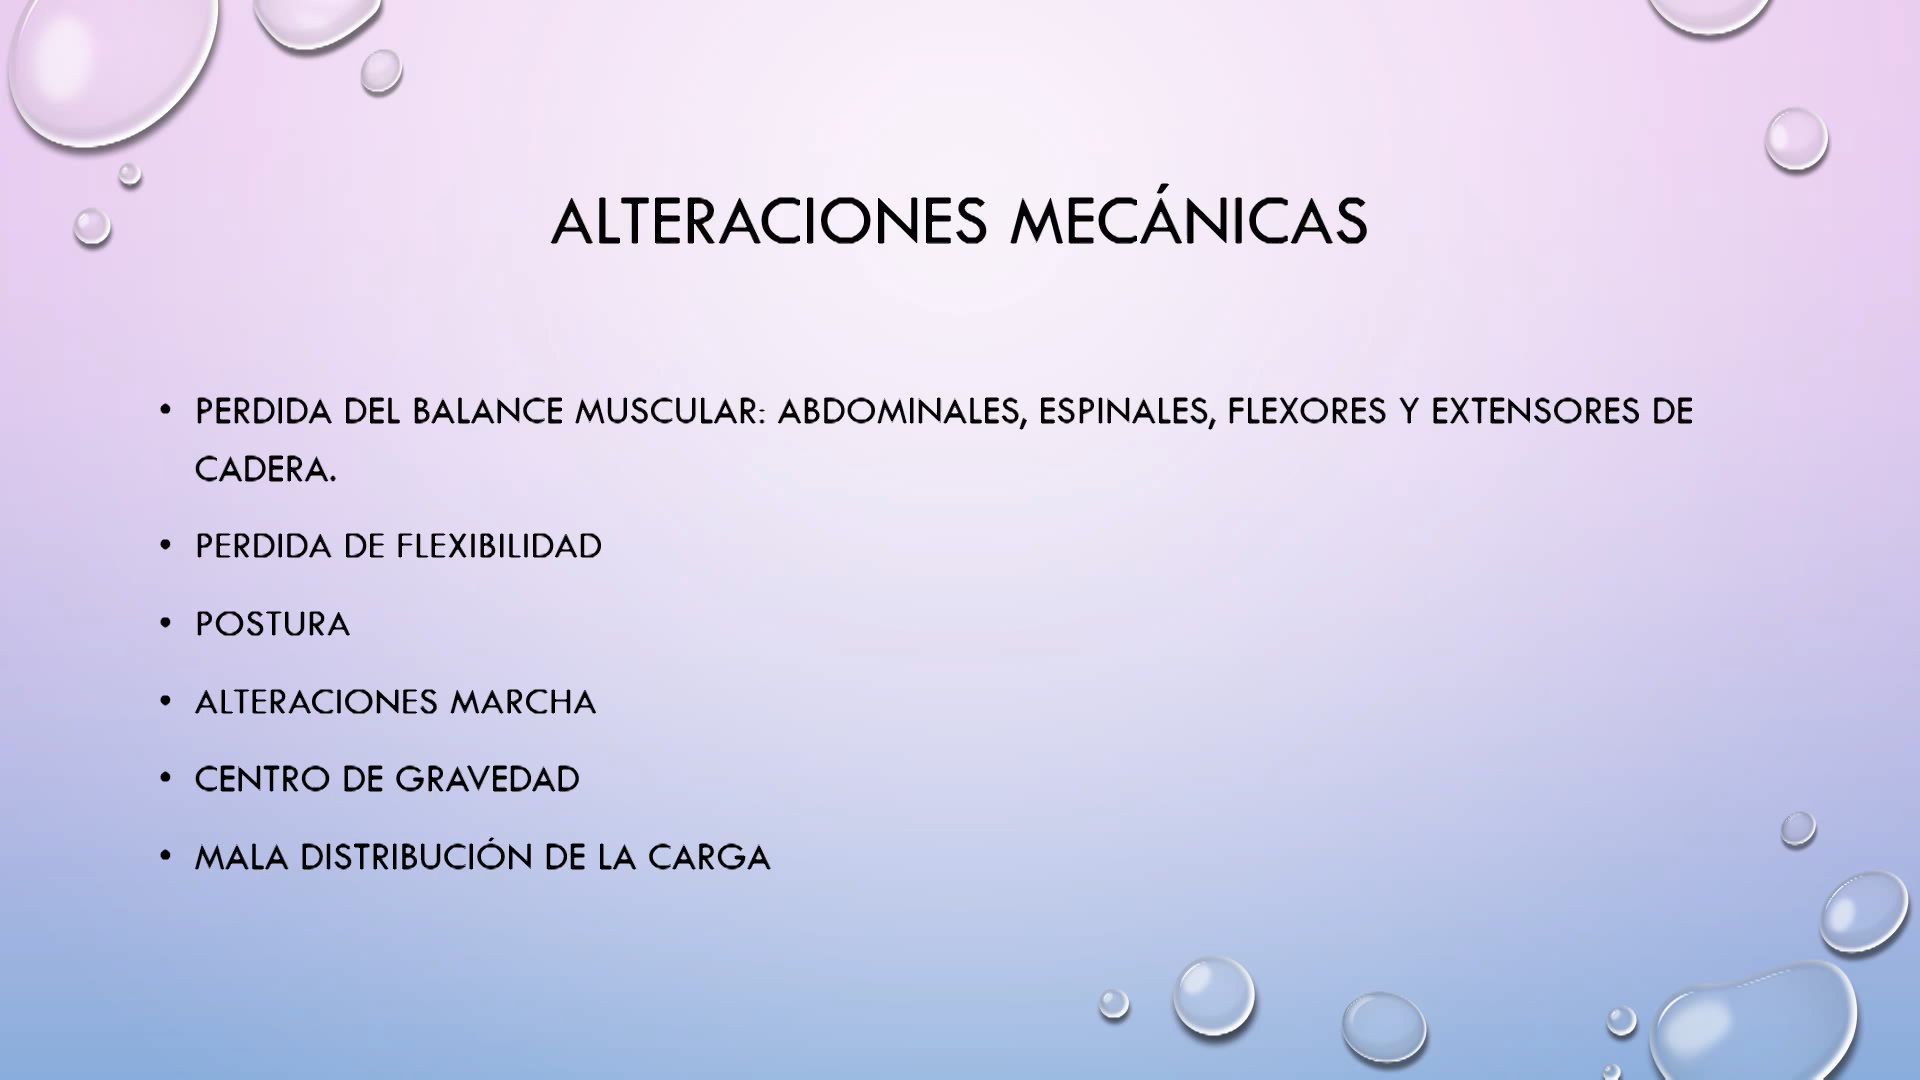 ALTERACIONES MECÁNICAS
• PERDIDA DEL BALANCE MUSCULAR: ABDOMINALES, ESPINALES, FLEXORES Y EXTENSORES DE
CADERA.
• PERDIDA DE FLEXIBILIDAD
• POSTURA
• ALTERACIONES MARCHA
• CENTRO DE GRAVEDAD
• MALA DISTRIBUCIÓN DE LA CARGA